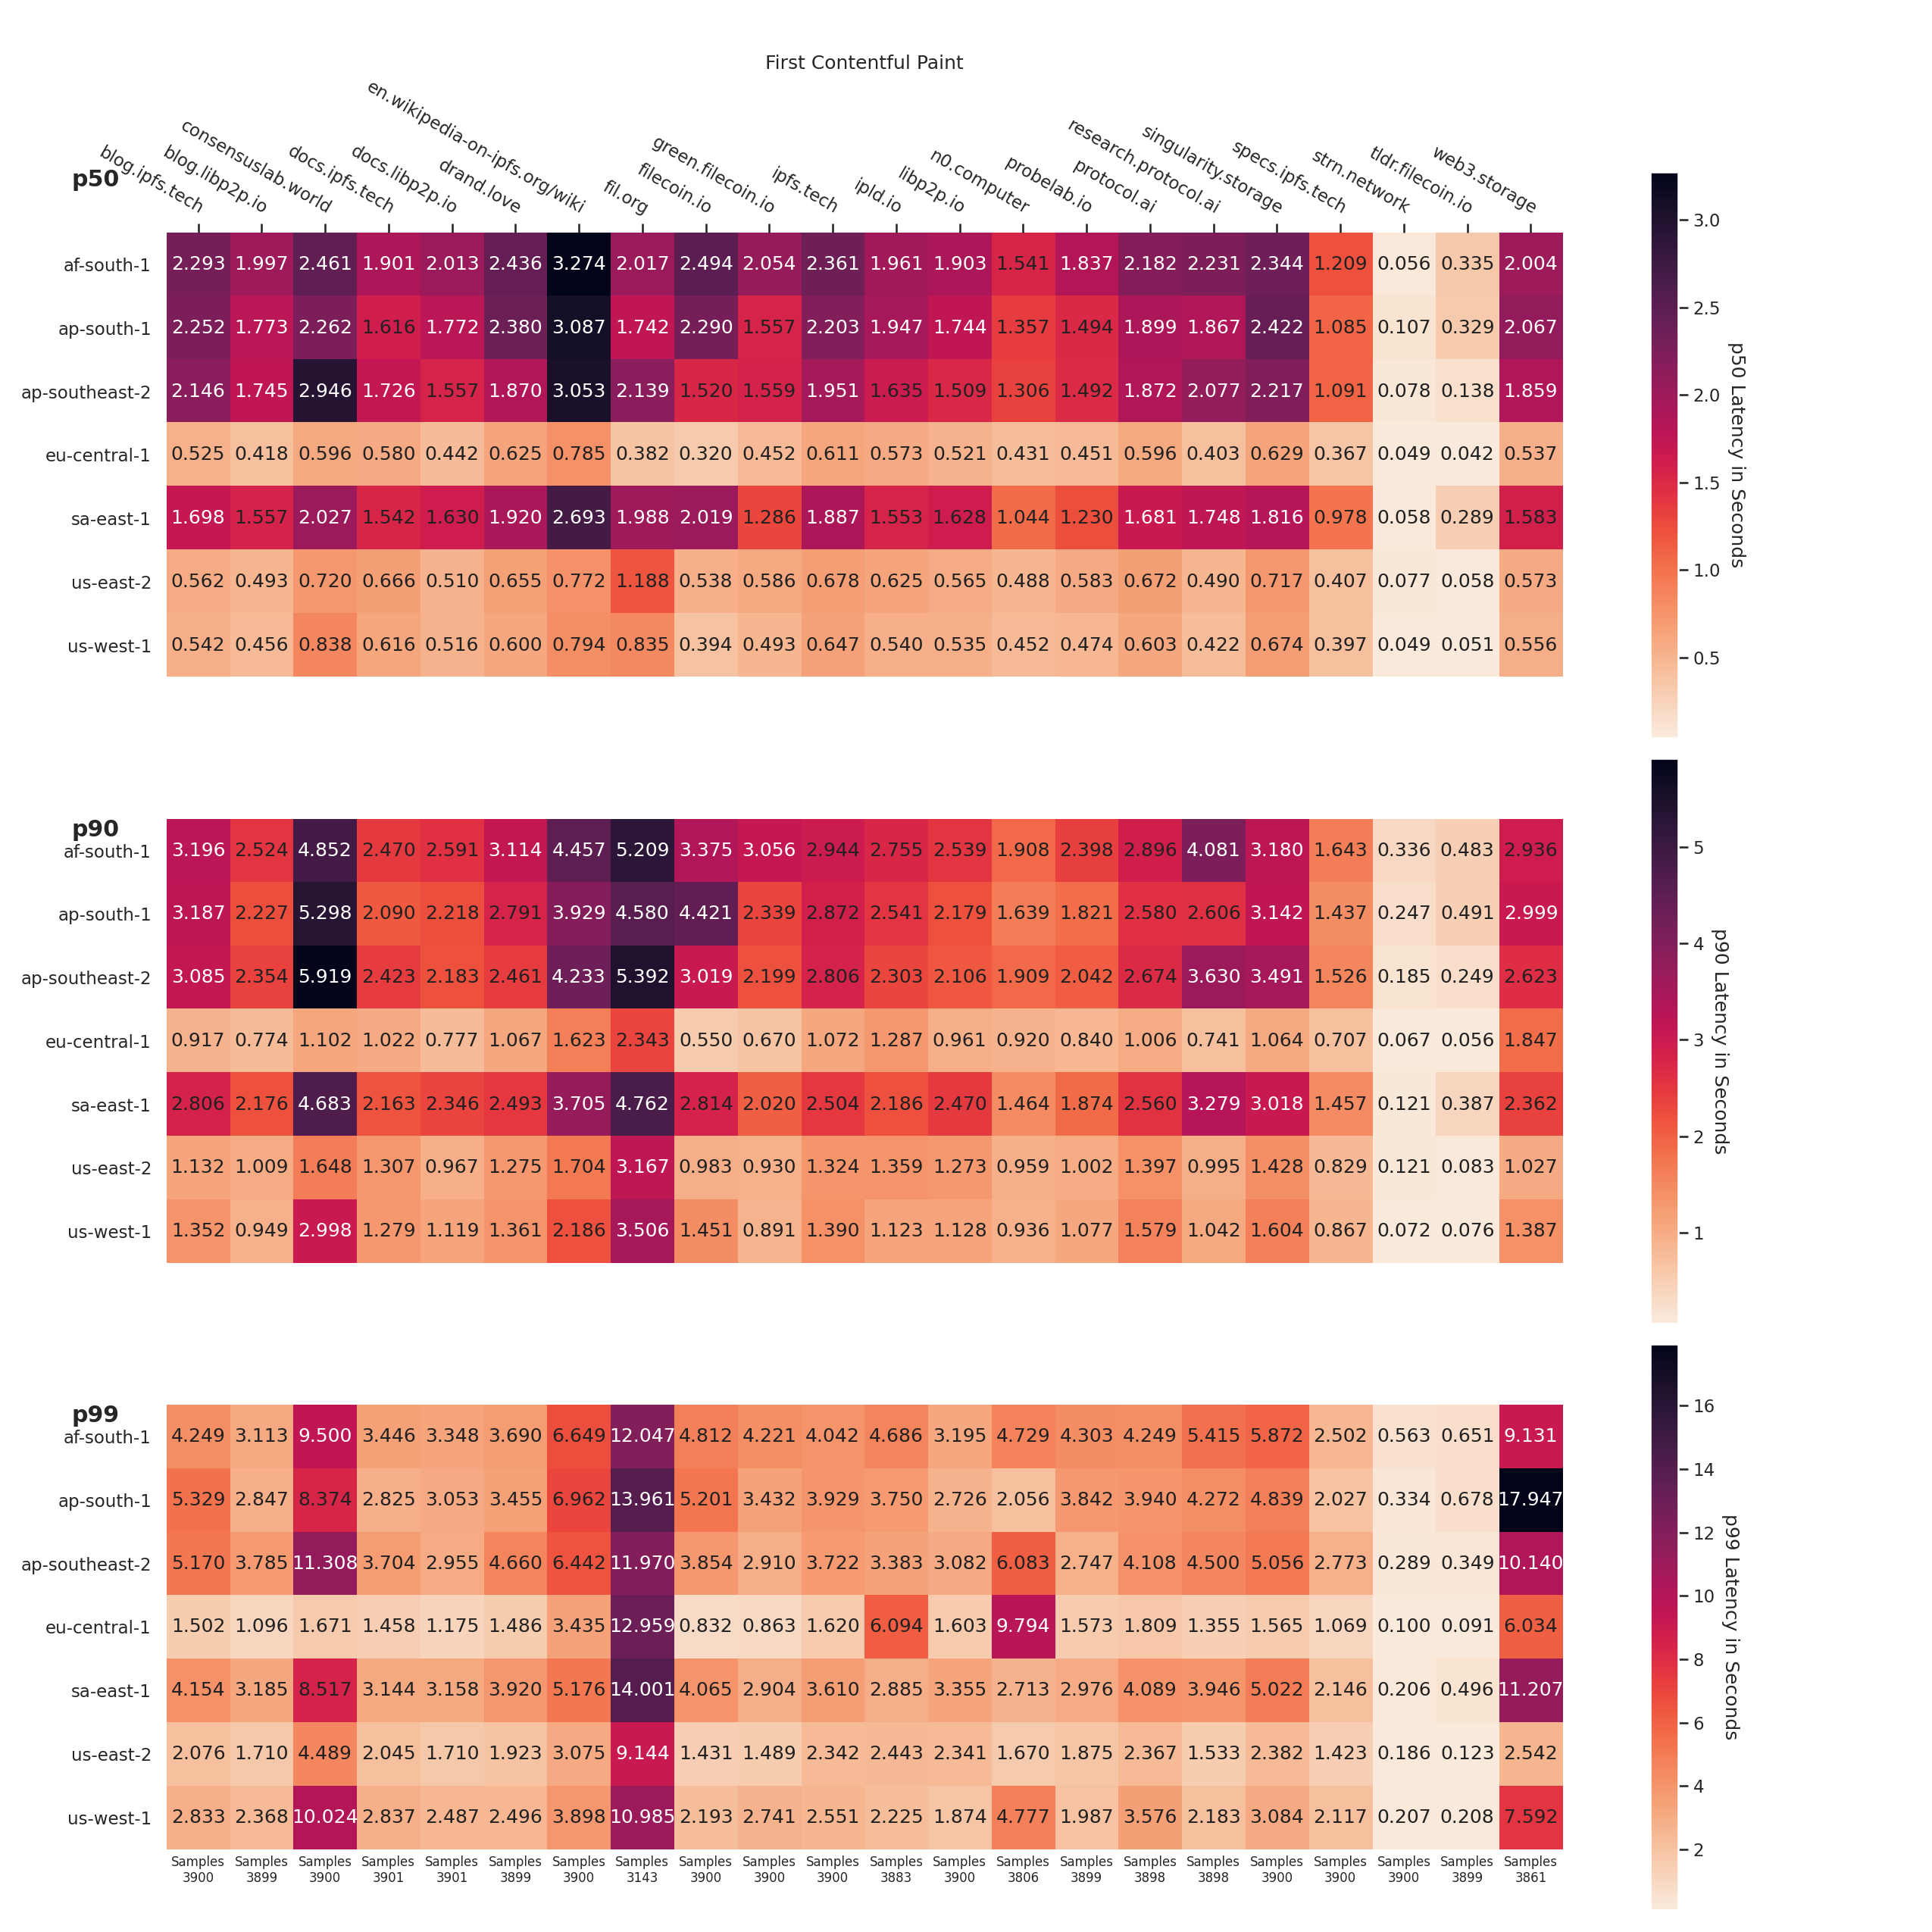 First Contentful Paint
blog.ipfs.tech
blog.libp2p.io
consensuslab.world
docs.ipfs.tech
docs.libp2p.io
drand.love
en.wikipedia-on-ipfs.org/wiki
fil.org
filecoin.io
green.filecoin.io
ipfs.tech
ipld.io
libp2p.io
n0.computer
probelab.io
protocol.ai
research.protocol.ai
singularity.storage
specs.ipfs.tech
strn.network
tldr.filecoin.io
web3.storage
p50
af-south-1 2.293 1.997 2.461 1.901 2.013 2.436 3.274 2.017 2.494 2.054 2.361 1.961 1.903 1.541 1.837 2.182 2.231 2.344 1.209 0.056 0.335 2.004
ap-south-1 2.252 1.773 2.262 1.616 1.772 2.380 3.087 1.742 2.290 1.557 2.203 1.947 1.744 1.357 1.494 1.899 1.867 2.422 1.085 0.107 0.329 2.067
ap-southeast-2 2.146 1.745 2.946 1.726 1.557 1.870 3.053 2.139 1.520 1.559 1.951 1.635 1.509 1.306 1.492 1.872 2.077 2.217 1.091 0.078 0.138 1.859
eu-central-1 0.525 0.418 0.596 0.580 0.442 0.625 0.785 0.382 0.320 0.452 0.611 0.573 0.521 0.431 0.451 0.596 0.403 0.629 0.367 0.049 0.042 0.537
sa-east-1 1.698 1.557 2.027 1.542 1.630 1.920 2.693 1.988 2.019 1.286 1.887 1.553 1.628 1.044 1.230 1.681 1.748 1.816 0.978 0.058 0.289 1.583
us-east-2 0.562 0.493 0.720 0.666 0.510 0.655 0.772 1.188 0.538 0.586 0.678 0.625 0.565 0.488 0.583 0.672 0.490 0.717 0.407 0.077 0.058 0.573
us-west-1 0.542 0.456 0.838 0.616 0.516 0.600 0.794 0.835 0.394 0.493 0.647 0.540 0.535 0.452 0.474 0.603 0.422 0.674 0.397 0.049 0.051 0.556
3.0
2.5
2.0
1.5
1.0
0.5
p50 Latency in Seconds
p90
af-south-1 3.196 2.524 4.852 2.470 2.591 3.114 4.457 5.209 3.375 3.056 2.944 2.755 2.539 1.908 2.398 2.896 4.081 3.180 1.643 0.336 0.483 2.936
ap-south-1 3.187 2.227 5.298 2.090 2.218 2.791 3.929 4.580 4.421 2.339 2.872 2.541 2.179 1.639 1.821 2.580 2.606 3.142 1.437 0.247 0.491 2.999
ap-southeast-2 3.085 2.354 5.919 2.423 2.183 2.461 4.233 5.392 3.019 2.199 2.806 2.303 2.106 1.909 2.042 2.674 3.630 3.491 1.526 0.185 0.249 2.623
eu-central-1 0.917 0.774 1.102 1.022 0.777 1.067 1.623 2.343 0.550 0.670 1.072 1.287 0.961 0.920 0.840 1.006 0.741 1.064 0.707 0.067 0.056 1.847
sa-east-1 2.806 2.176 4.683 2.163 2.346 2.493 3.705 4.762 2.814 2.020 2.504 2.186 2.470 1.464 1.874 2.560 3.279 3.018 1.457 0.121 0.387 2.362
us-east-2 1.132 1.009 1.648 1.307 0.967 1.275 1.704 3.167 0.983 0.930 1.324 1.359 1.273 0.959 1.002 1.397 0.995 1.428 0.829 0.121 0.083 1.027
us-west-1 1.352 0.949 2.998 1.279 1.119 1.361 2.186 3.506 1.451 0.891 1.390 1.123 1.128 0.936 1.077 1.579 1.042 1.604 0.867 0.072 0.076 1.387
5
4
3
2
1
p90 Latency in Seconds
p99
af-south-1 4.249 3.113 9.500 3.446 3.348 3.690 6.649 12.047 4.812 4.221 4.042 4.686 3.195 4.729 4.303 4.249 5.415 5.872 2.502 0.563 0.651 9.131
ap-south-1 5.329 2.847 8.374 2.825 3.053 3.455 6.962 13.961 5.201 3.432 3.929 3.750 2.726 2.056 3.842 3.940 4.272 4.839 2.027 0.334 0.678 17.947
ap-southeast-2 5.170 3.785 11.308 3.704 2.955 4.660 6.442 11.970 3.854 2.910 3.722 3.383 3.082 6.083 2.747 4.108 4.500 5.056 2.773 0.289 0.349 10.140
eu-central-1 1.502 1.096 1.671 1.458 1.175 1.486 3.435 12.959 0.832 0.863 1.620 6.094 1.603 9.794 1.573 1.809 1.355 1.565 1.069 0.100 0.091 6.034
sa-east-1 4.154 3.185 8.517 3.144 3.158 3.920 5.176 14.001 4.065 2.904 3.610 2.885 3.355 2.713 2.976 4.089 3.946 5.022 2.146 0.206 0.496 11.207
us-east-2 2.076 1.710 4.489 2.045 1.710 1.923 3.075 9.144 1.431 1.489 2.342 2.443 2.341 1.670 1.875 2.367 1.533 2.382 1.423 0.186 0.123 2.542
us-west-1 2.833 2.368 10.024 2.837 2.487 2.496 3.898 10.985 2.193 2.741 2.551 2.225 1.874 4.777 1.987 3.576 2.183 3.084 2.117 0.207 0.208 7.592
Samples Samples Samples Samples Samples Samples Samples Samples Samples Samples Samples Samples Samples Samples Samples Samples Samples Samples Samples Samples Samples Samples
3900 3899 3900 3901 3901 3899 3900 3143 3900 3900 3900 3883 3900 3806 3899 3898 3898 3900 3900 3900 3899 3861
16
14
12
10
8
6
4
2
p99 Latency in Seconds